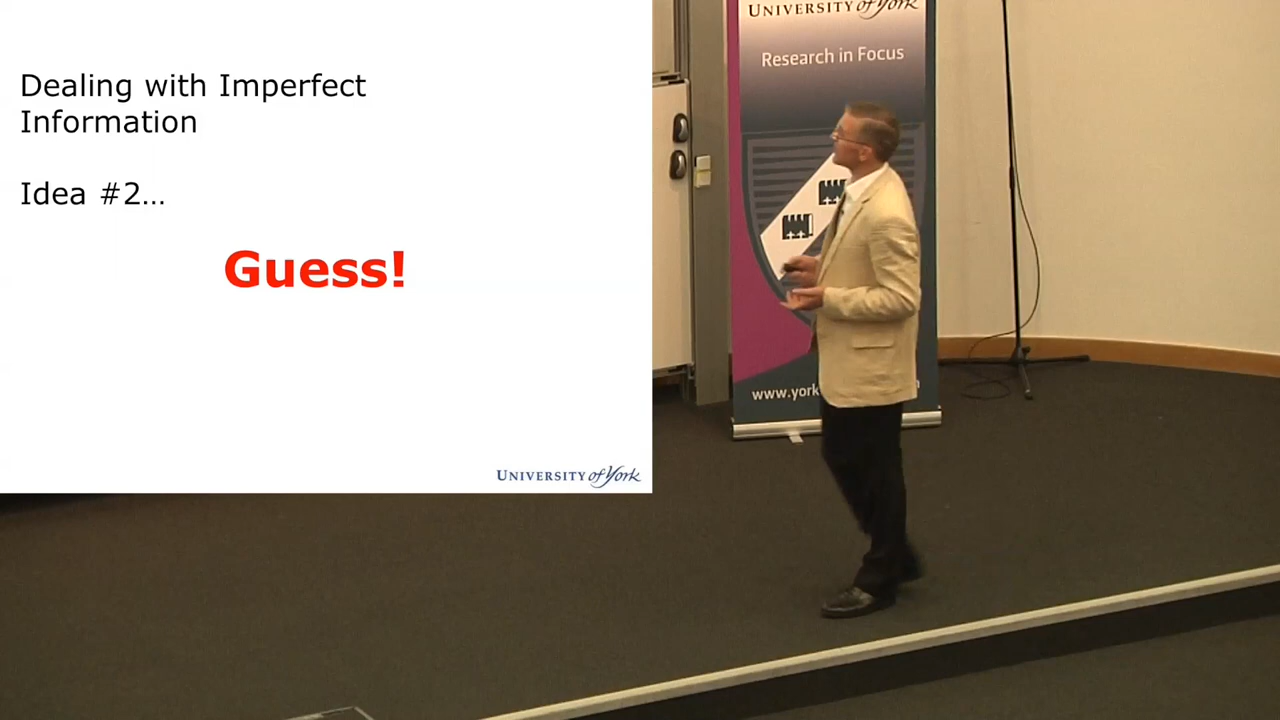 Dealing with Imperfect
Information
Idea #2…
Guess!
UNIVERSITY of York
UNIVERSITY of York
Research in Focus
www.york